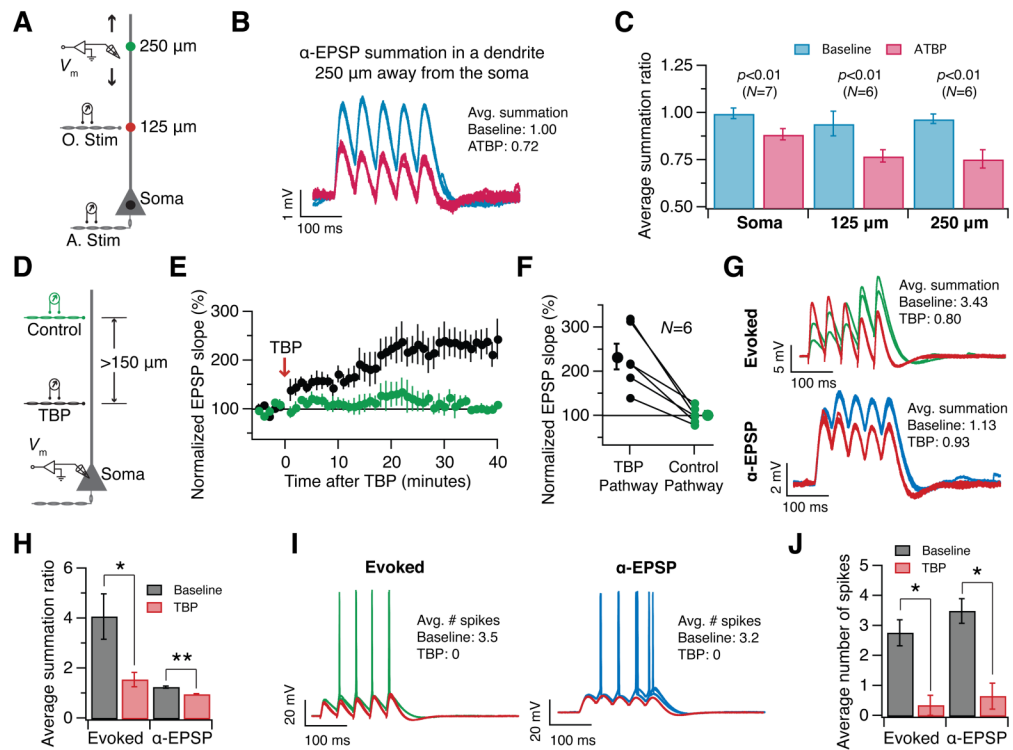 A
250 µm
Vm
125 µm
O. Stim
Soma
A. Stim
B
α-EPSP summation in a dendrite
250 µm away from the soma
Avg. summation
Baseline: 1.00
ATBP: 0.72
1 mV
100 ms
C
Baseline
ATBP
Average summation ratio
1.25
1.00
0.75
0.50
p<0.01
(N=7)
p<0.01
(N=6)
p<0.01
(N=6)
Soma
125 µm
250 µm
D
Control
>150 µm
TBP
Vm
Soma
E
Normalized EPSP slope (%)
300
200
100
TBP
0
10
20
30
40
Time after TBP (minutes)
F
Normalized EPSP slope (%)
300
200
100
N=6
TBP
Pathway
Control
Pathway
G
Evoked
Avg. summation
Baseline: 3.43
TBP: 0.80
5 mV
100 ms
α-EPSP
Avg. summation
Baseline: 1.13
TBP: 0.93
2 mV
100 ms
H
Average summation ratio
6
4
2
0
*
**
Baseline
TBP
Evoked
α-EPSP
I
Evoked
Avg. # spikes
Baseline: 3.5
TBP: 0
20 mV
100 ms
α-EPSP
Avg. # spikes
Baseline: 3.2
TBP: 0
20 mV
100 ms
J
Baseline
TBP
Average number of spikes
5
4
3
2
1
0
*
*
Evoked
α-EPSP